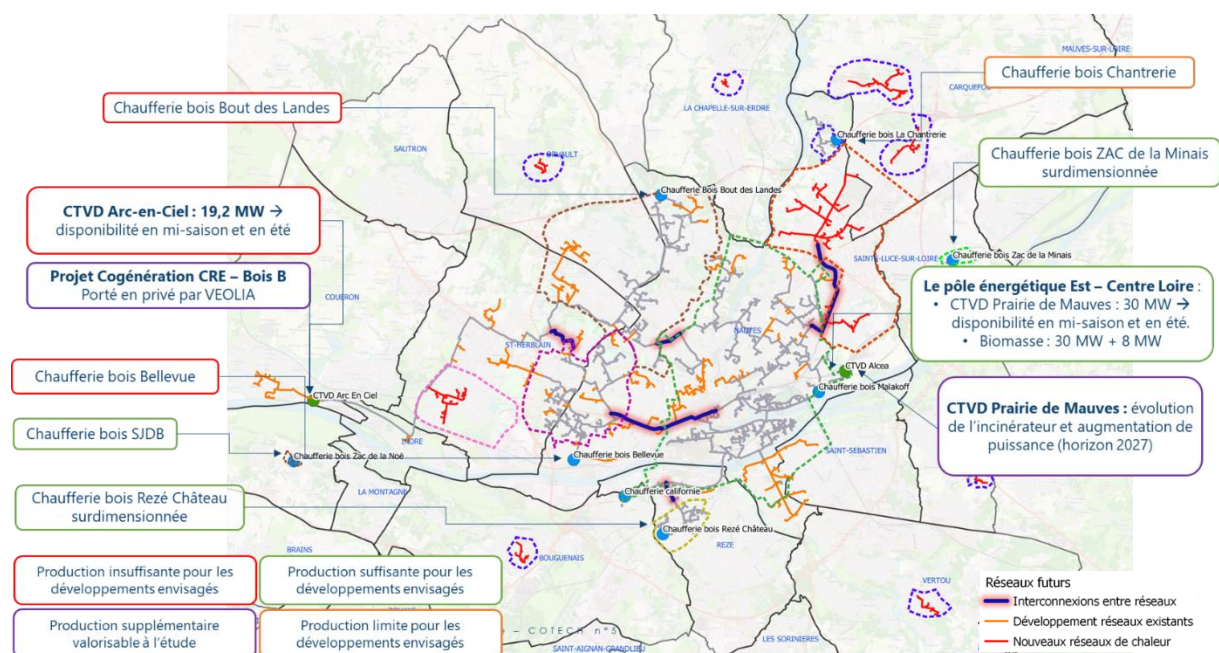 MAUVES-SUR-LOIRE
Chaufferie bois Chantrerie
CARQUEFOU
LA CHAPELLE-SUR-ERDRE
Chaufferie bois Bout des Landes
Chaufferie bois La Chantrerie
SAUTRON
ORVAULT
Chaufferie bois ZAC de la Minais
surdimensionnée
Chaufferie Bois Bout des Landes
CTVD Arc-en-Ciel : 19,2 MW →
disponibilité en mi-saison et en été
SAINTE-LUCE-SUR-LOIRE
Chaufferie bois Zac de la Minais
Projet Cogénération CRE – Bois B
Porté en privé par VEOLIA
COUERON
Le pôle énergétique Est – Centre Loire :
• CTVD Prairie de Mauves : 30 MW →
disponibilité en mi-saison et en été.
• Biomasse : 30 MW + 8 MW
NANTES
ST-HERBLAIN
Chaufferie bois Bellevue
CTVD Alcea
Chaufferie bois Malakoff
CTVD Arc En Ciel
CTVD Prairie de Mauves : évolution
de l'incinérateur et augmentation de
puissance (horizon 2027)
Chaufferie bois SJDB
INDRE
Chaufferie bois Zac de la Noë
Chaufferie bois Bellevue
SAINT-SEBASTIEN
LA MONTAGNE
Chaufferie californie
Chaufferie bois Rezé Château
surdimensionnée
Chaufferie bois Rezé Château
REZE
BRAINS
BOUGUENAIS
VERTOU
Production insuffisante pour les
développements envisagés
Production suffisante pour les
développements envisagés
Production supplémentaire
valorisable à l'étude
Production limite pour les
développements envisagés
– COTECH n°5
SAINT-AIGNAN-GRANDLIEU
LES SORINIERES
Réseaux futurs
Interconnexions entre réseaux
Développement réseaux existants
Nouveaux réseaux de chaleur